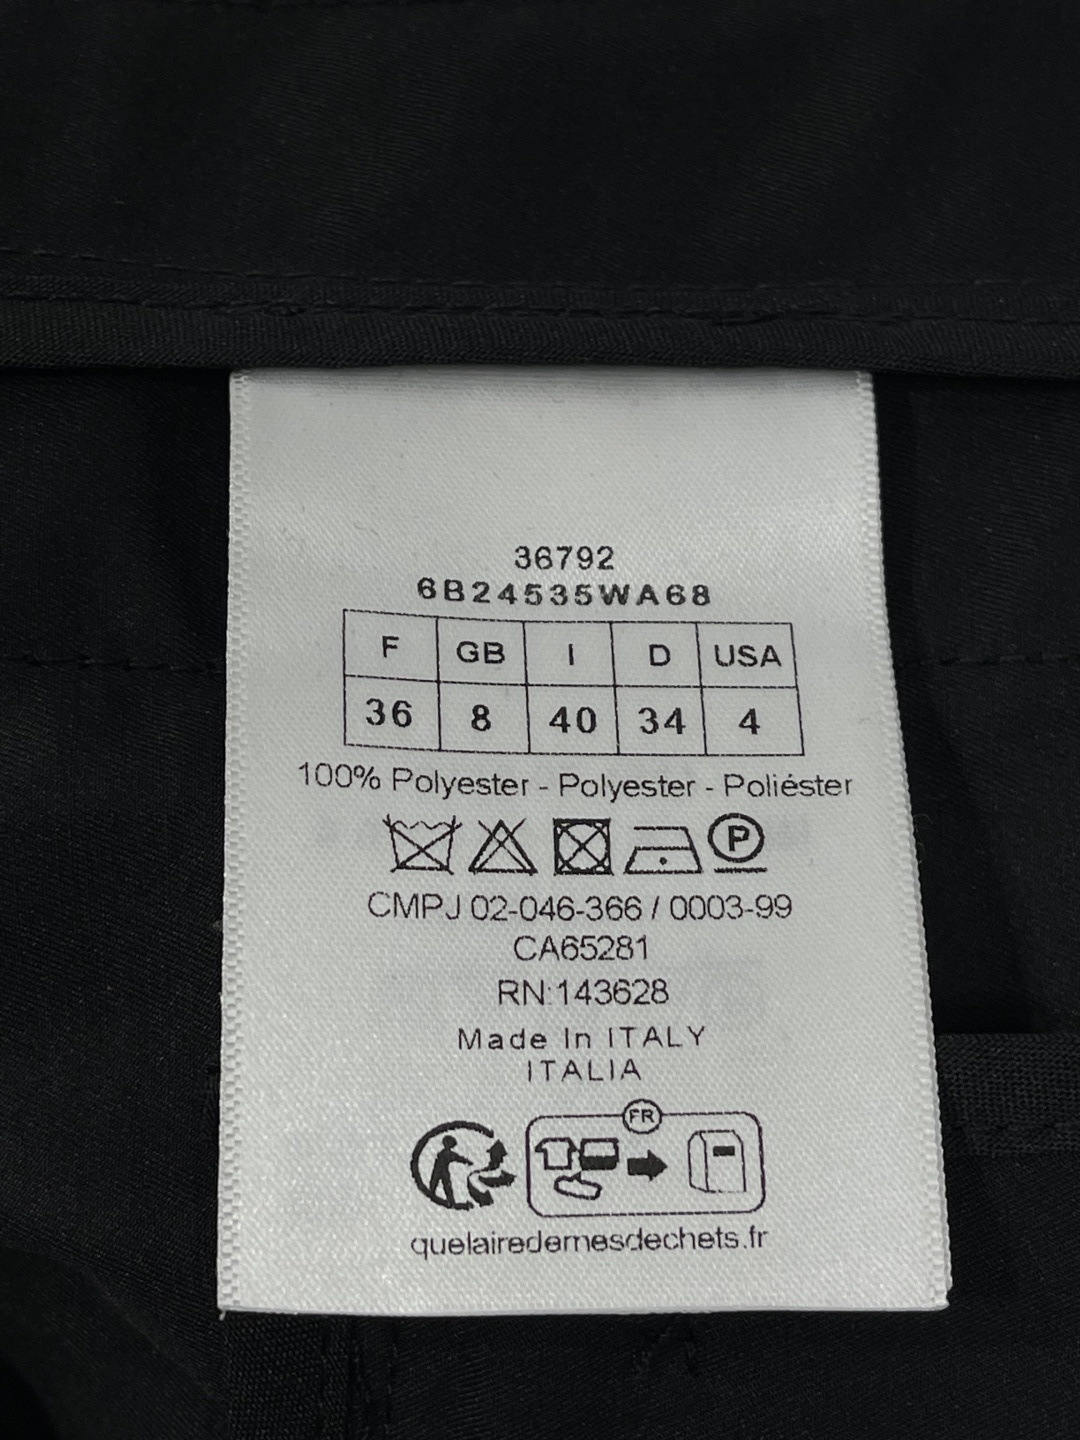 36792
6B24535WA68
F GB I D USA
36 8 40 34 4
100% Polyester - Polyester - Poliéster
P
CMPJ 02-046-366 / 0003-99
CA65281
RN:143628
Made In ITALY
ITALIA
FR
quelairedemesdechets.fr